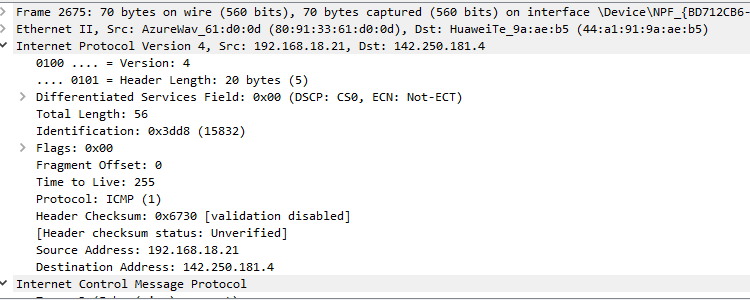 Frame 2675: 70 bytes on wire (560 bits), 70 bytes captured (560 bits) on interface \Device\NPF_{BD712CB6-
Ethernet II, Src: AzureWav_61:d0:0d (80:91:33:61:d0:0d), Dst: HuaweiTe_9a:ae:b5 (44:a1:91:9a:ae:b5)
Internet Protocol Version 4, Src: 192.168.18.21, Dst: 142.250.181.4
0100 .... = Version: 4
.... 0101 = Header Length: 20 bytes (5)
Differentiated Services Field: 0x00 (DSCP: CS0, ECN: Not-ECT)
Total Length: 56
Identification: 0x3dd8 (15832)
Flags: 0x00
Fragment Offset: 0
Time to Live: 255
Protocol: ICMP (1)
Header Checksum: 0x6730 [validation disabled]
[Header checksum status: Unverified]
Source Address: 192.168.18.21
Destination Address: 142.250.181.4
Internet Control Message Protocol